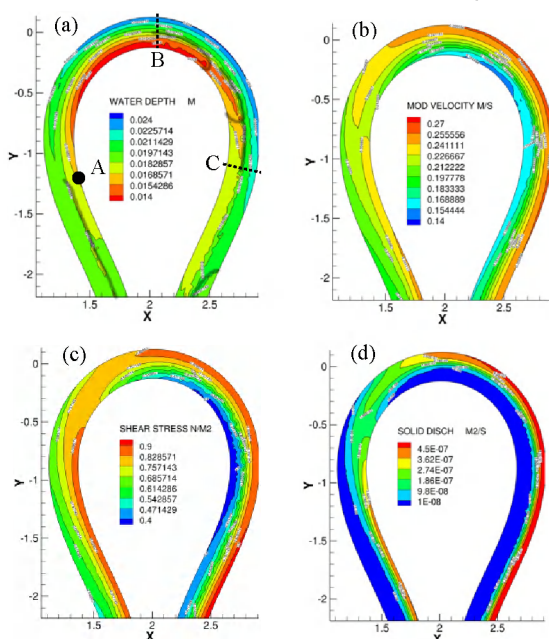 (a)
0
B
-0.5
WATER DEPTH M
0.024
0.0225714
0.0211429
0.0197143
0.0182857
0.0168571
0.0154286
0.014
Y
-1
A
C
-1.5
-2
1.5
2
2.5
X
(b)
0
-0.5
MOD VELOCITY M/S
0.27
0.255556
0.241111
0.226667
0.212222
0.197778
0.183333
0.168889
0.154444
0.14
Y
-1
-1.5
-2
1.5
2
2.5
X
(c)
0
-0.5
SHEAR STRESS N/M2
0.9
0.828571
0.757143
0.685714
0.614286
0.542857
0.471429
0.4
Y
-1
-1.5
-2
1.5
2
2.5
X
(d)
0
-0.5
SOLID DISCH M2/S
4.5E-07
3.62E-07
2.74E-07
1.86E-07
9.8E-08
1E-08
Y
-1
-1.5
-2
1.5
2
2.5
X